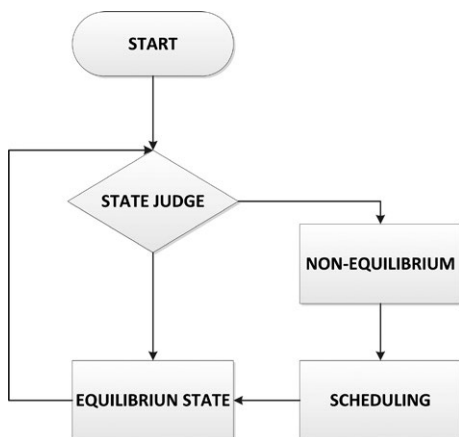 START
STATE JUDGE
NON-EQUILIBRIUM
EQUILIBRIUN STATE
SCHEDULING